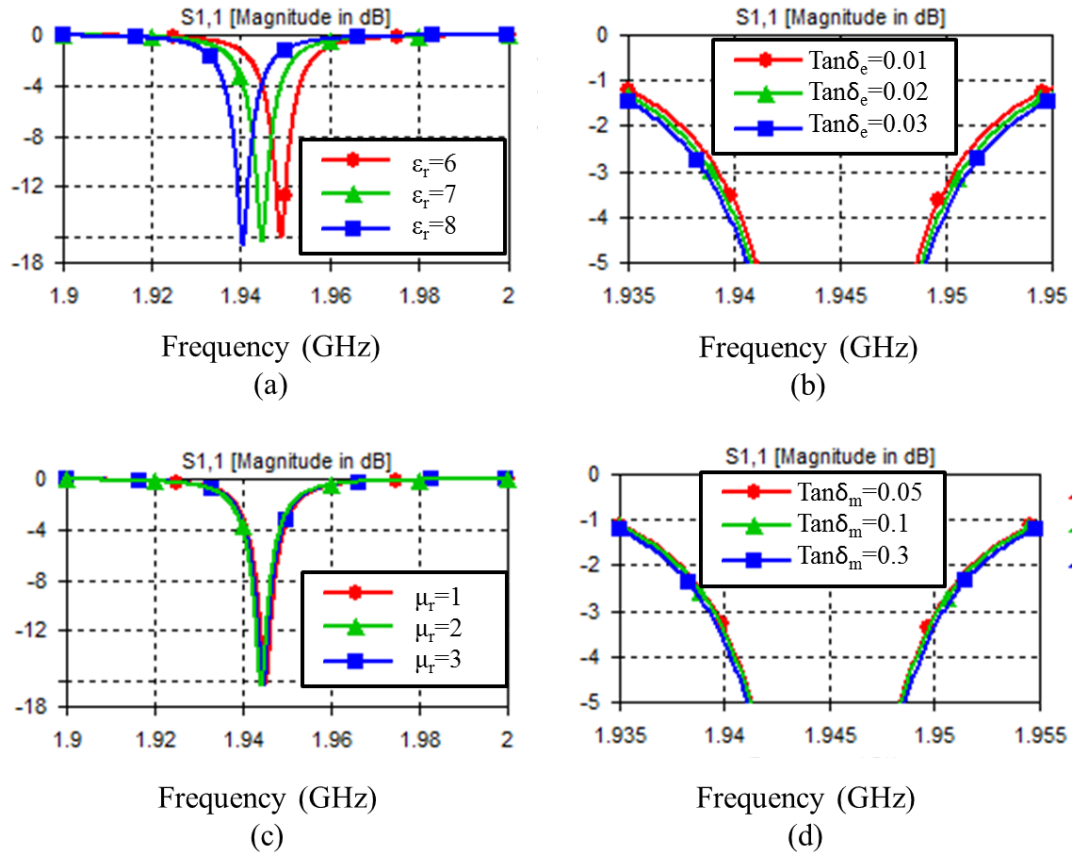 S1,1 [Magnitude in dB]
0
-4
-8
-12
-18
εr=6
εr=7
εr=8
1.9 1.92 1.94 1.96 1.98 2
Frequency (GHz)
(a)
0
-1
-2
-3
-4
-5
Tanδe=0.01
Tanδe=0.02
Tanδe=0.03
1.935 1.94 1.945 1.95 1.95
Frequency (GHz)
(b)
S1,1 [Magnitude in dB]
0
-4
-8
-12
-18
μr=1
μr=2
μr=3
1.9 1.92 1.94 1.96 1.98 2
Frequency (GHz)
(c)
S1,1 [Magnitude in dB]
0
-1
-2
-3
-4
-5
Tanδm=0.05
Tanδm=0.1
Tanδm=0.3
1.935 1.94 1.945 1.95 1.955
Frequency (GHz)
(d)